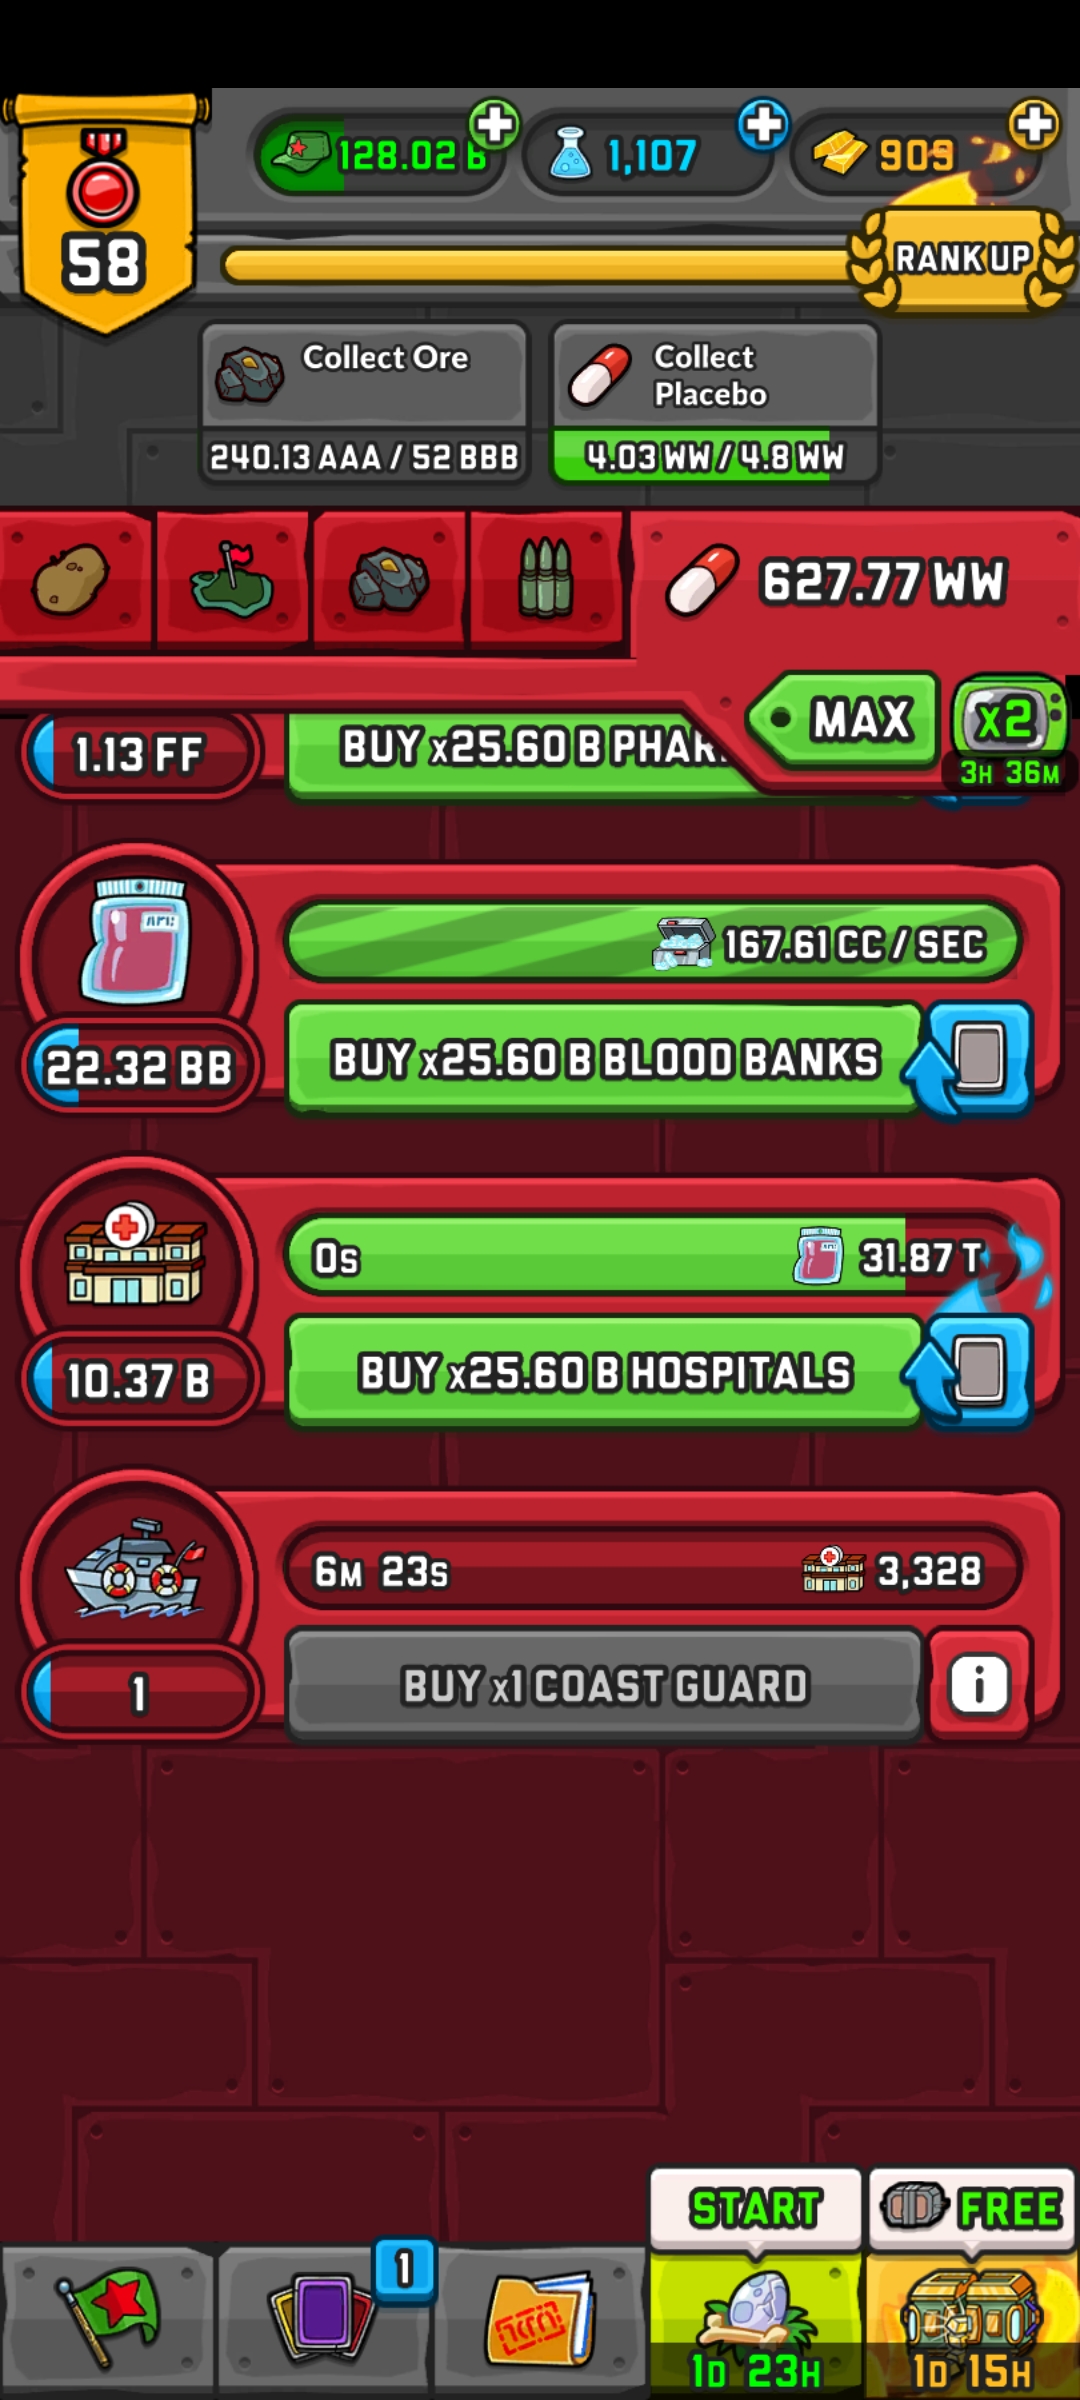 58
128.02 B
1,107
909
RANK UP
Collect Ore
240.13 AAA / 52 BBB
Collect
Placebo
4.03 WW / 4.8 WW
627.77 WW
MAX
x2
3H 36M
1.13 FF
BUY x25.60 B
167.61 CC / SEC
22.32 BB
BUY x25.60 B BLOOD BANKS
0s
31.87 T
10.37 B
BUY x25.60 B HOSPITALS
6M 23s
3,328
1
BUY x1 COAST GUARD
i
START
FREE
1
1D 23H
1D 15H